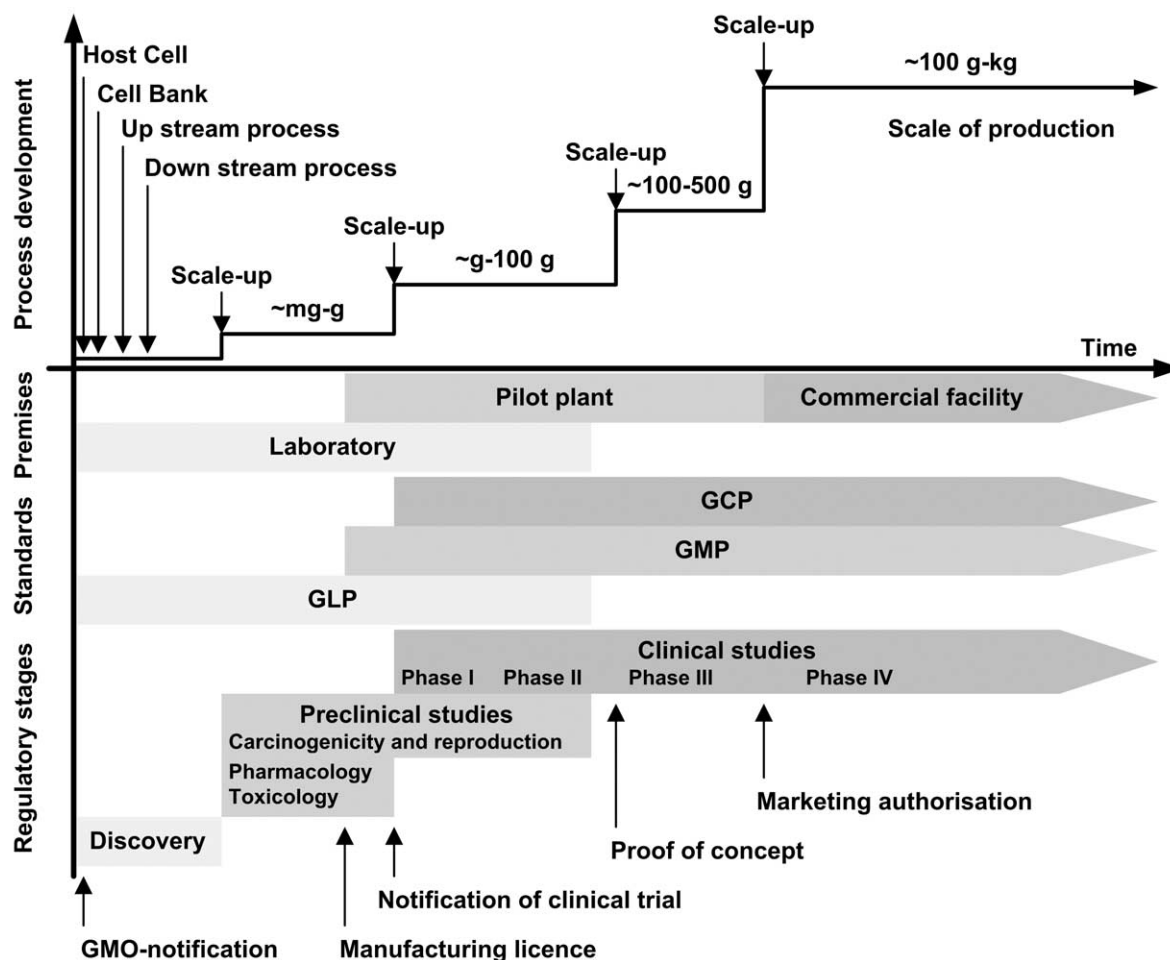 Process development
Host Cell
Cell Bank
Up stream process
Down stream process
Scale-up
~mg-g
Scale-up
~g-100 g
Scale-up
~100-500 g
Scale-up
~100 g-kg
Scale of production
Time
Premises
Pilot plant
Commercial facility
Laboratory
Standards
GCP
GMP
GLP
Regulatory stages
Clinical studies
Phase I
Phase II
Phase III
Phase IV
Preclinical studies
Carcinogenicity and reproduction
Pharmacology
Toxicology
Discovery
Marketing authorisation
Proof of concept
Notification of clinical trial
GMO-notification
Manufacturing licence